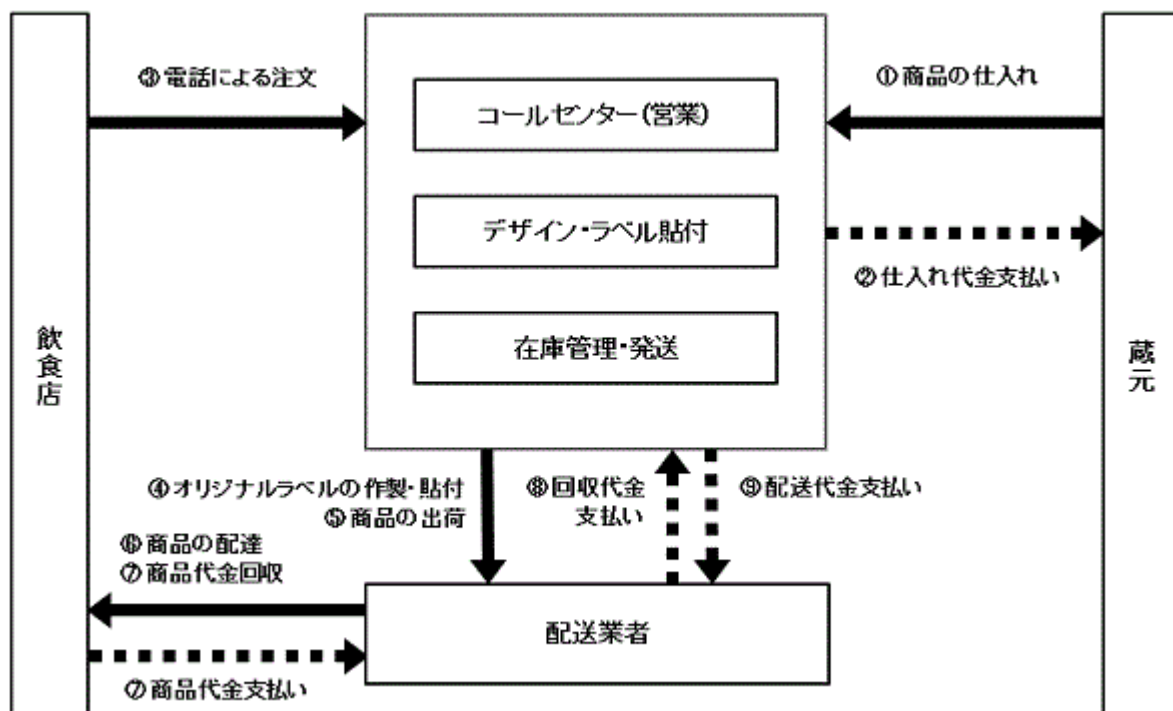 ③電話による注文
①商品の仕入れ
コールセンター(営業)
デザイン・ラベル貼付
②仕入れ代金支払い
在庫管理・発送
飲食店
蔵元
④オリジナルラベルの作製・貼付
⑤商品の出荷
⑧回収代金
支払い
⑨配送代金支払い
⑥商品の配達
⑦商品代金回収
配送業者
⑦商品代金支払い